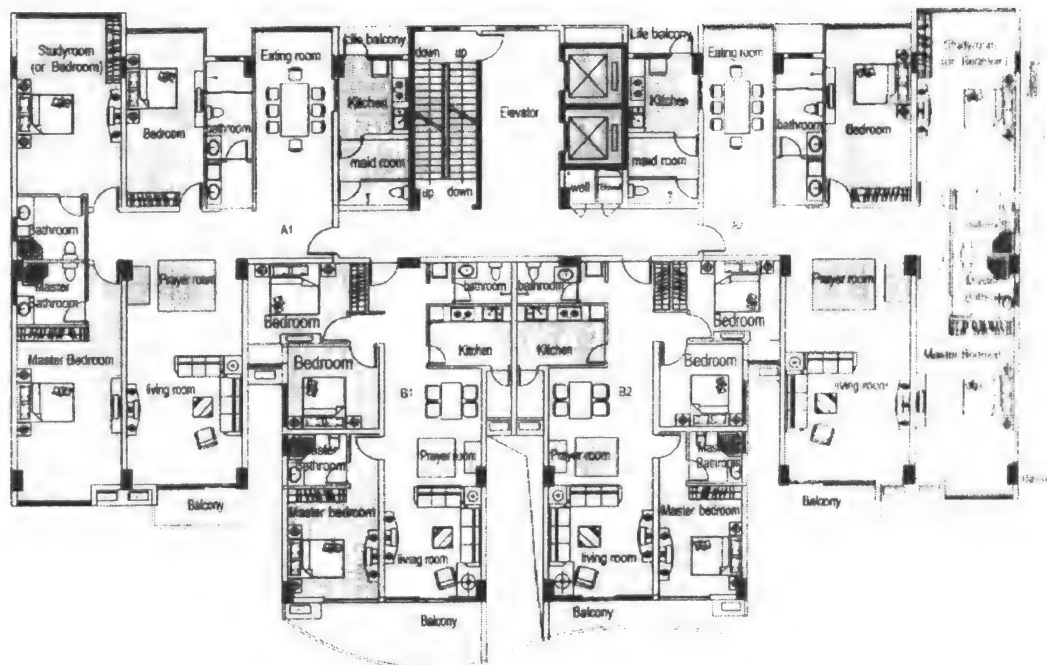 Life balcony
Life balcony
Studyroom
(or Bedroom)
Eating room
down
up
Eating room
Studyroom
(or Bedroom)
Kitchen
Elevator
Kitchen
Bedroom
bathroom
bathroom
Bedroom
maid room
maid room
up
down
well
Bathroom
A1
Master
Bathroom
Prayer room
bathroom
bathroom
Prayer room
Bedroom
Bedroom
Master Bedroom
Bedroom
Kitchen
Kitchen
Bedroom
Master Bedroom
living room
B1
B2
living room
Master
Bathroom
Prayer room
Prayer room
Balcony
Master bedroom
Master bedroom
Balcony
living room
living room
Balcony
Balcony